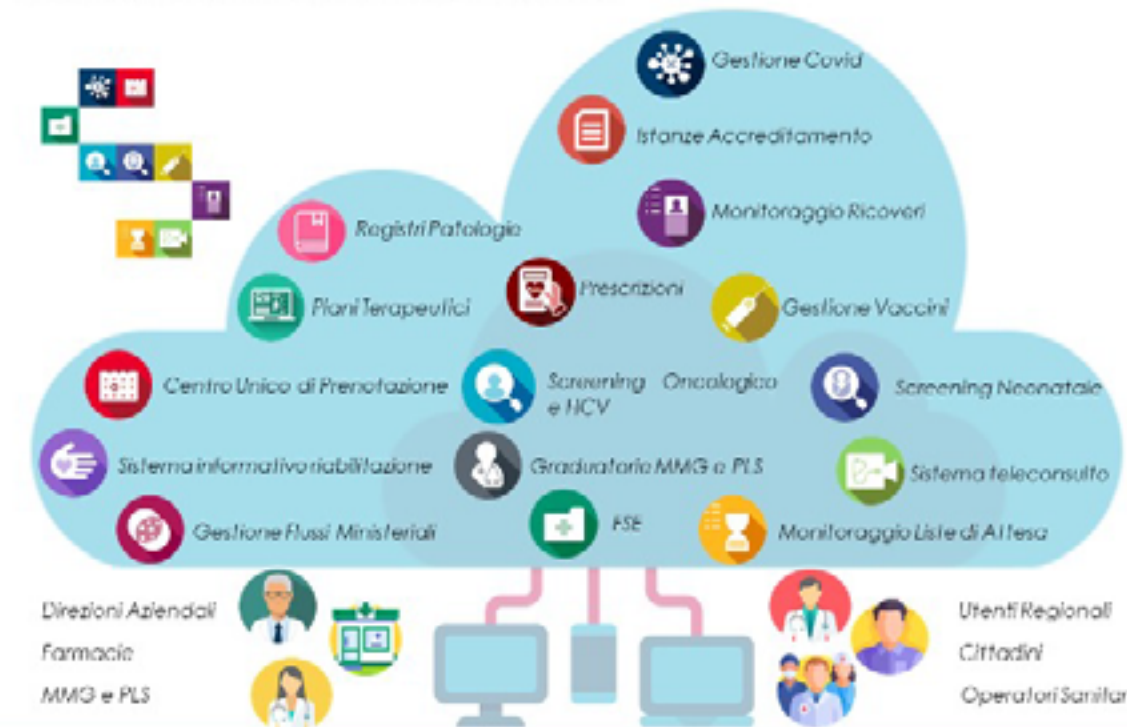 Gestione Covid
Istanze Accreditamento
Monitoraggio Ricoveri
Registri Patologie
Prescrizioni
Piani Terapeutici
Gestione Vaccini
Centro Unico di Prenotazione
Screening Oncologico
e HCV
Screening Neonatale
Sistema informativo riabilitazione
Graduatorie MMG e PLS
Sistema teleconsulto
Gestione Flussi Ministeriali
FSE
Monitoraggio Liste di Attesa
Direzioni Aziendali
Farmacie
MMG e PLS
Utenti Regionali
Cittadini
Operatori Sanitar